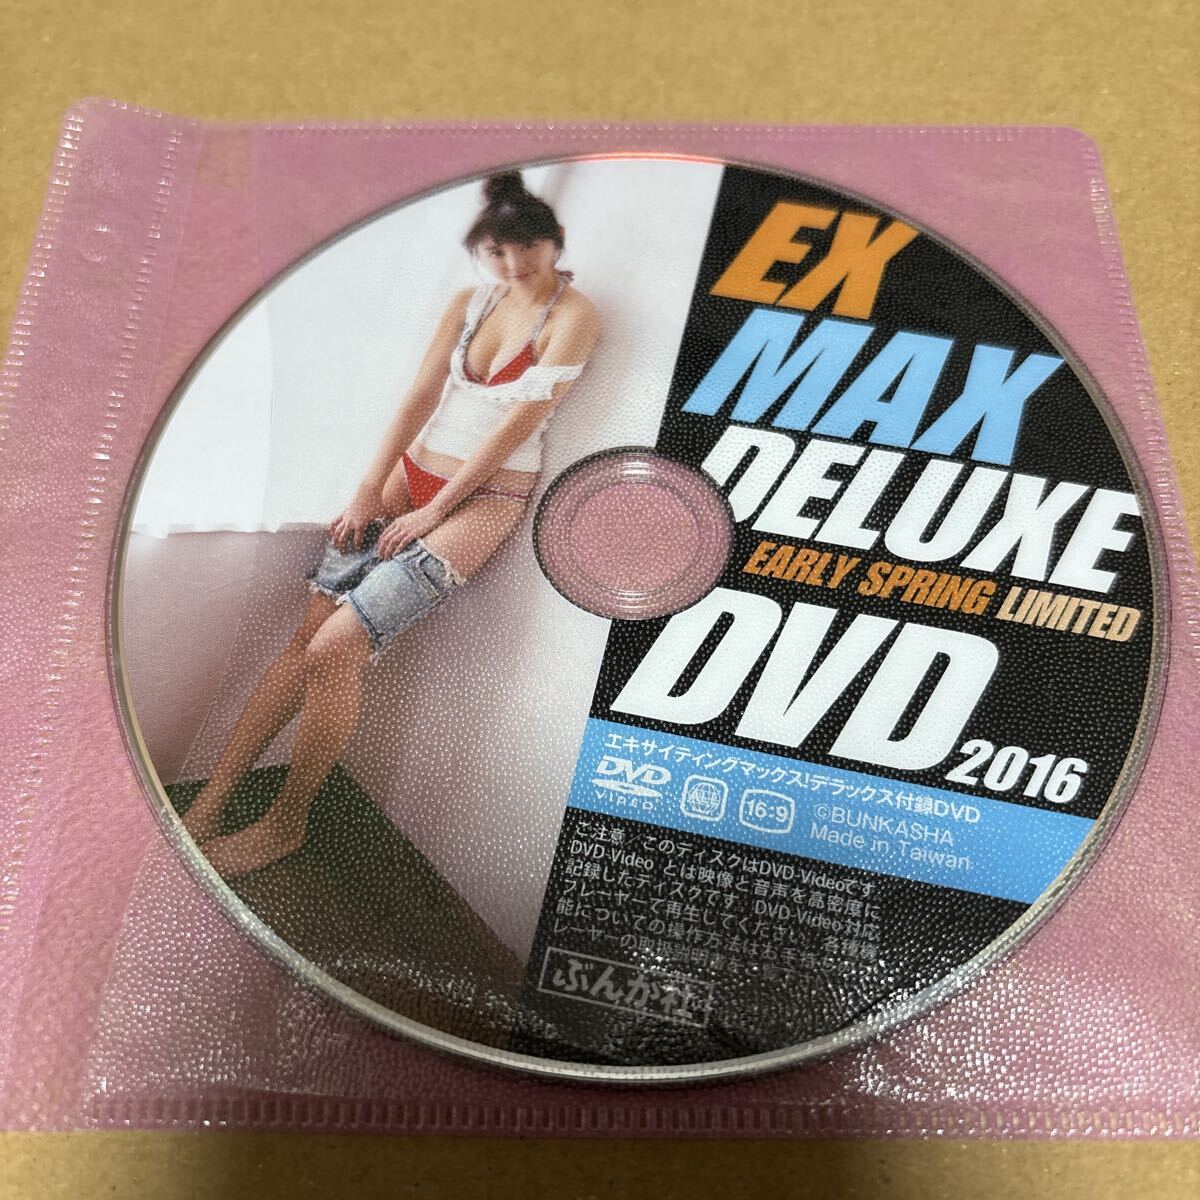 EX
MAX
DELUXE
EARLY SPRING LIMITED
DVD 2016
エキサイティングマックス!デラックス付録DVD
DVD VIDEO
ALL
16:9
©BUNKASHA
Made in Taiwan
ご注意/このディスクはDVD-Videoです
DVD-Video とは映像と音声を高密度に
記録したディスクです。DVD-Video対応
プレーヤーで再生してください。各種機
能についての操作方法はお手持
レーヤーの取扱説明書を
ぶんか社